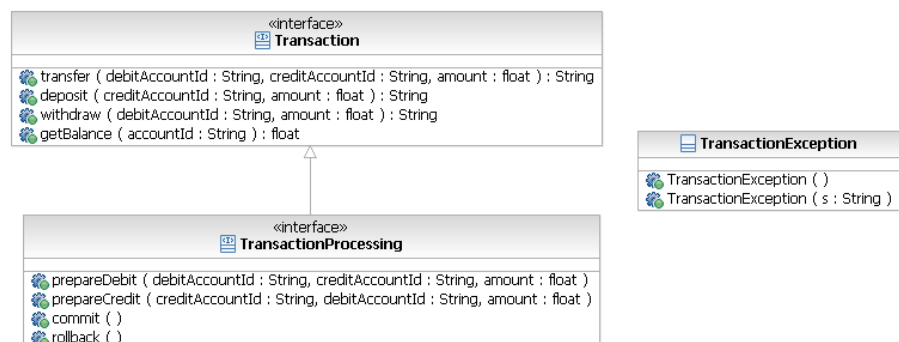 «interface»
Transaction
transfer ( debitAccountId : String, creditAccountId : String, amount : float ) : String
deposit ( creditAccountId : String, amount : float ) : String
withdraw ( debitAccountId : String, amount : float ) : String
getBalance ( accountId : String ) : float
TransactionException
TransactionException ( )
TransactionException ( s : String )
«interface»
TransactionProcessing
prepareDebit ( debitAccountId : String, creditAccountId : String, amount : float )
prepareCredit ( creditAccountId : String, debitAccountId : String, amount : float )
commit ( )
rollback ( )